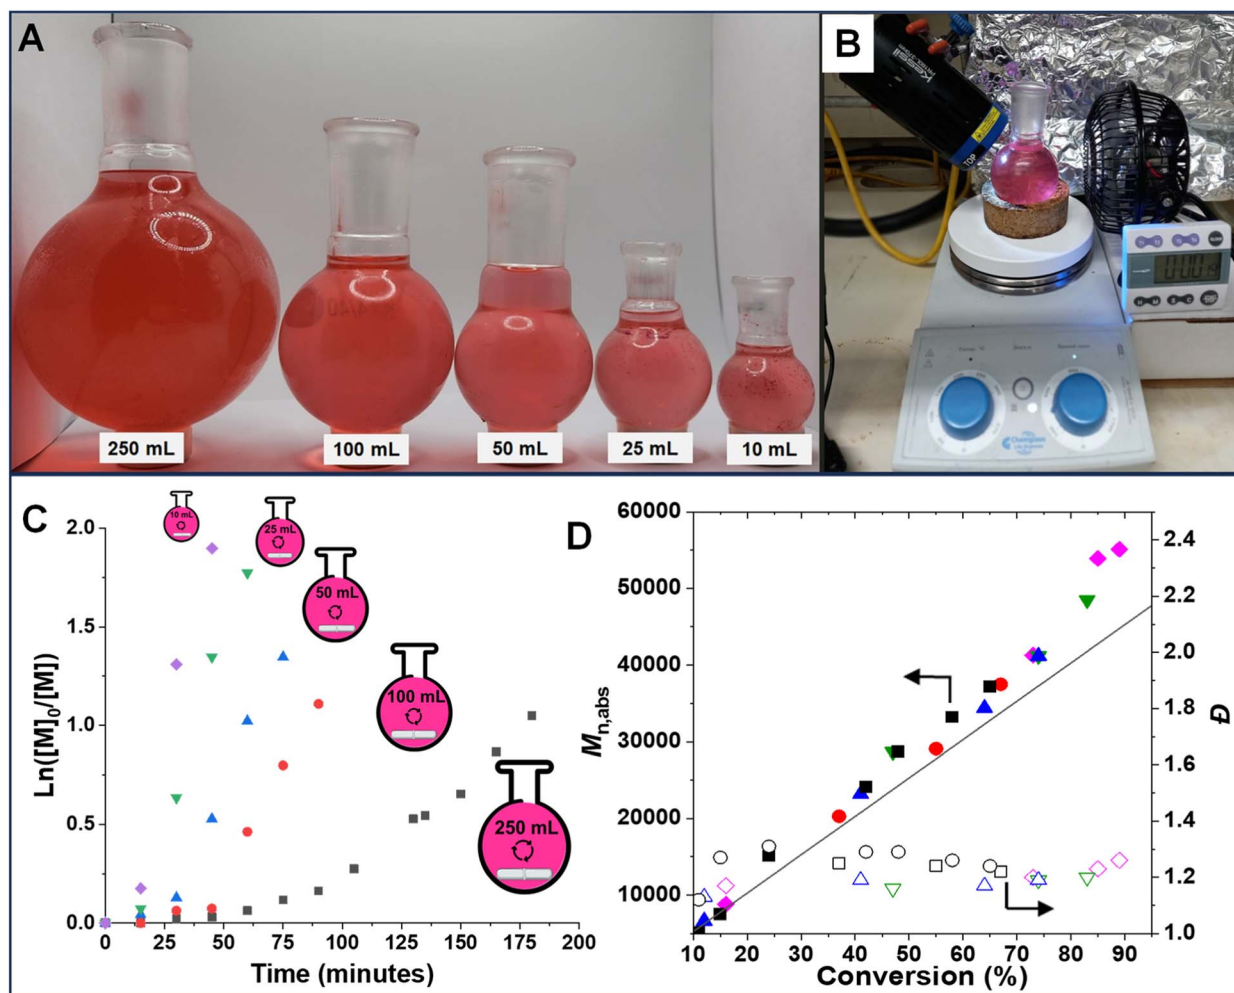 A
250 mL
100 mL
50 mL
25 mL
10 mL
B
Kessil
TOP
C
Ln([M]₀/[M])
2.0
1.5
1.0
0.5
0.0
0
25
50
75
100
125
150
175
200
Time (minutes)
10 mL
25 mL
50 mL
100 mL
250 mL
D
Mn,abs
60000
50000
40000
30000
20000
10000
10
20
30
40
50
60
70
80
90
Conversion (%)
2.4
2.2
2.0
1.8
1.6
1.4
1.2
1.0
Đ